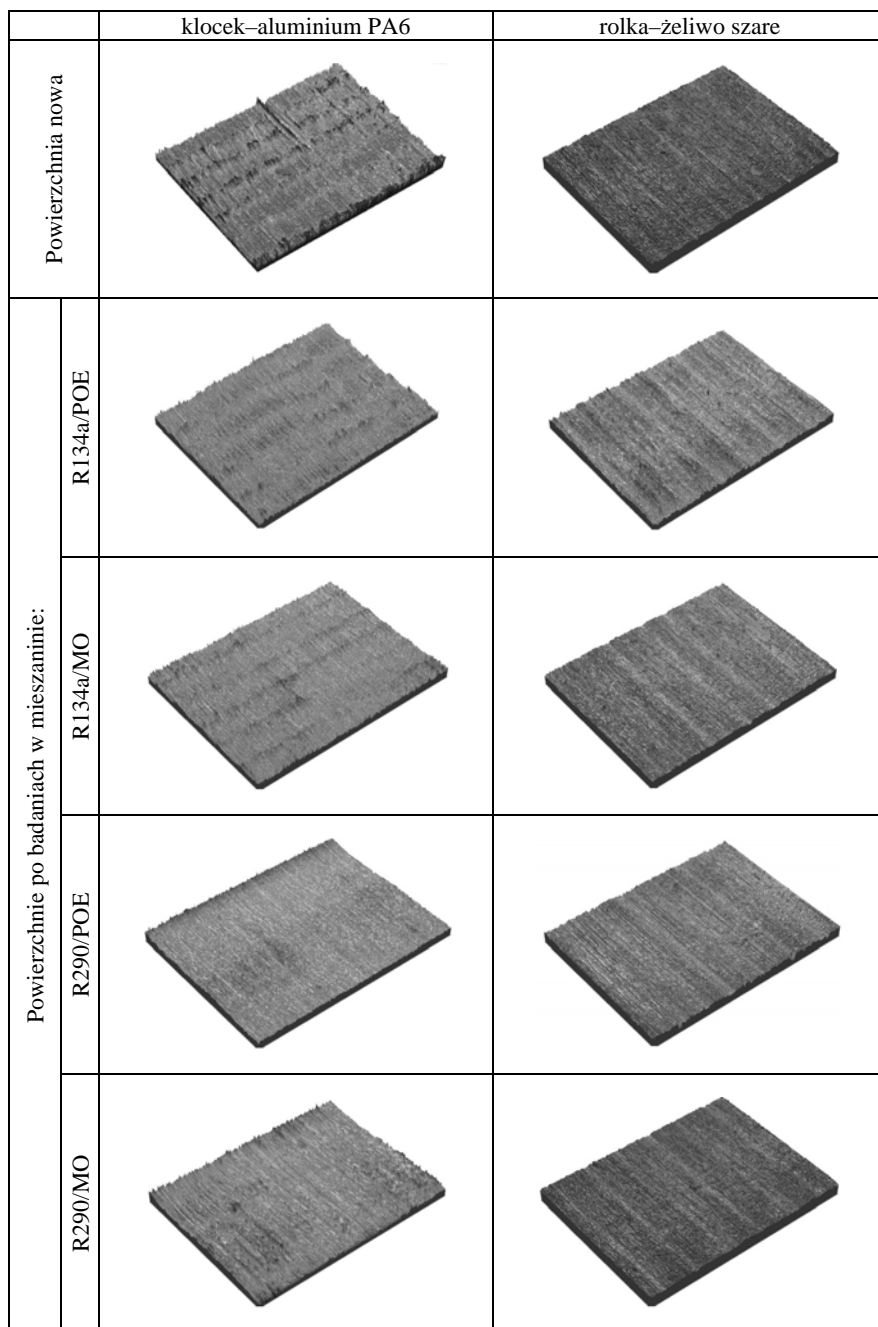 klocek–aluminium PA6
rolka–żeliwo szare
Powierzchnia nowa
Powierzchnie po badaniach w mieszaninie:
R134a/POE
R134a/MO
R290/POE
R290/MO